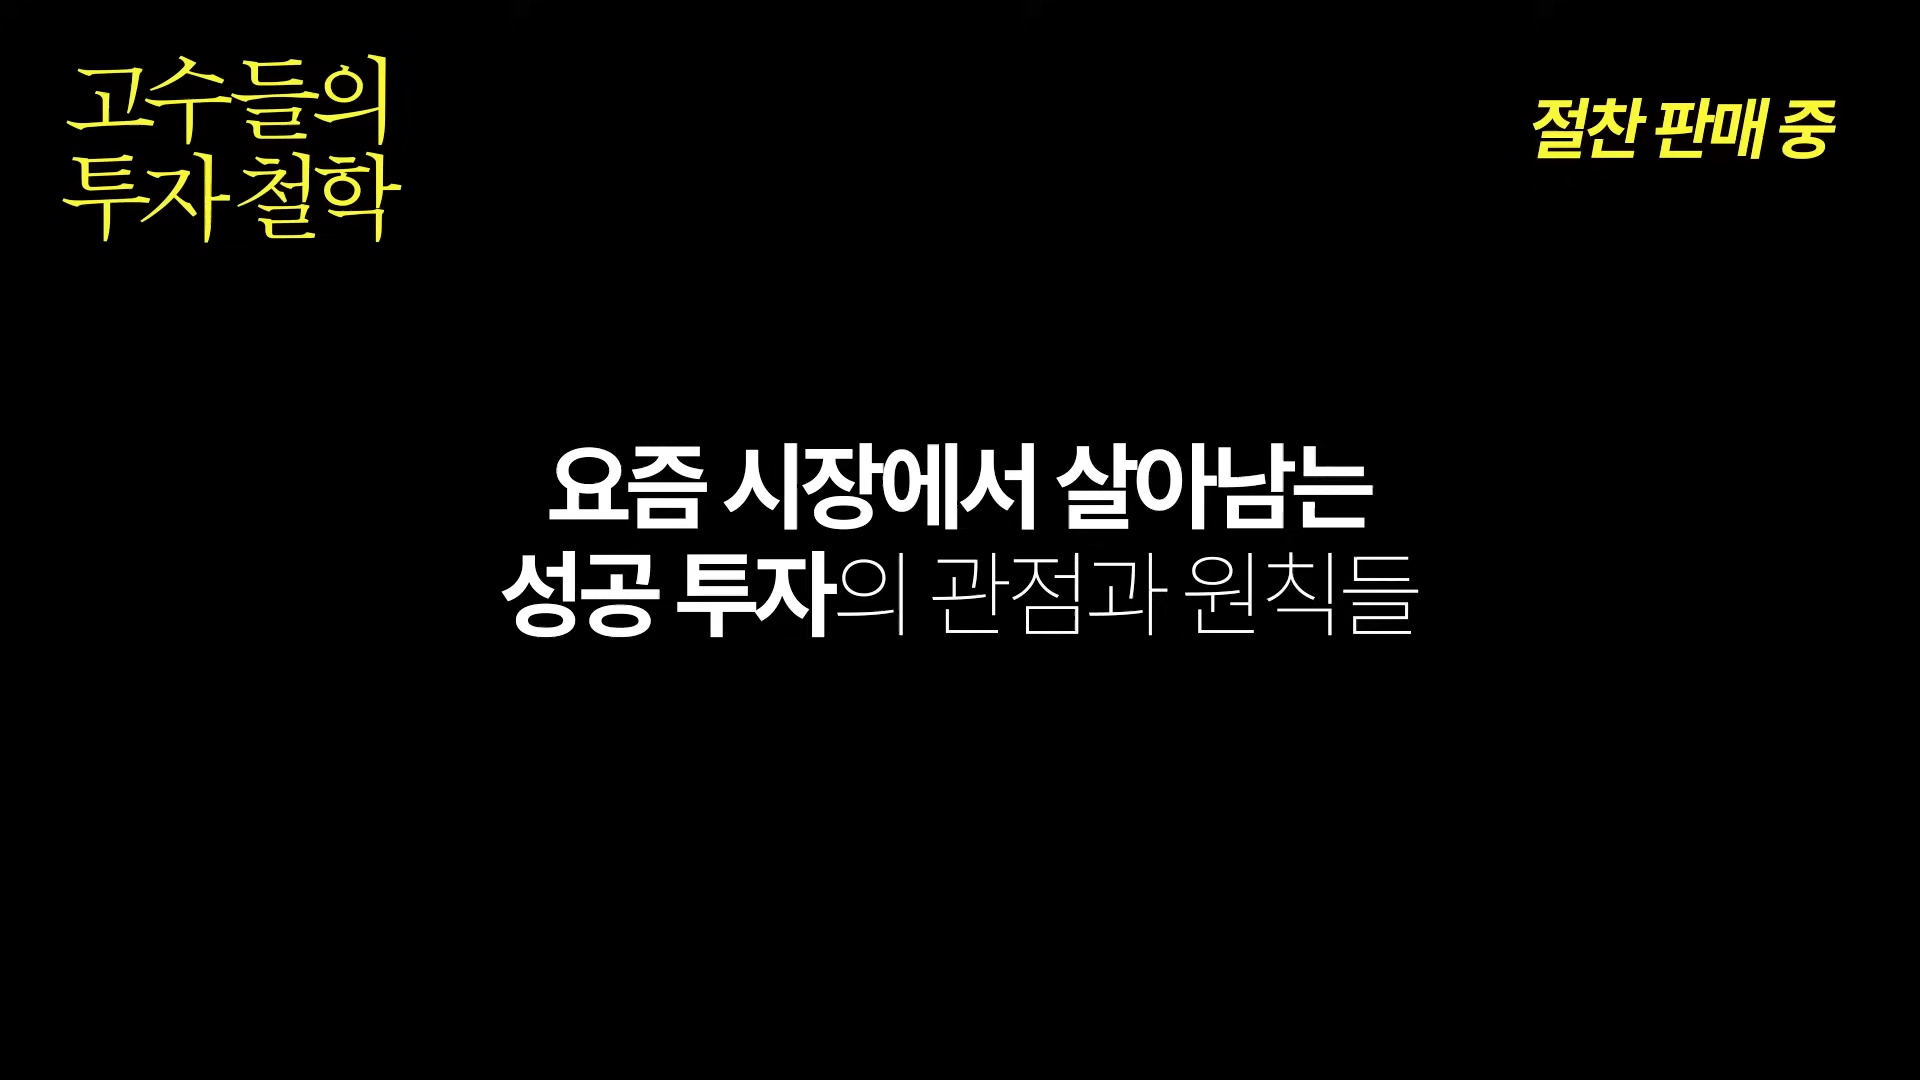 고수들의
투자 철학
절찬 판매 중
요즘 시장에서 살아남는
성공 투자의 관점과 원칙들